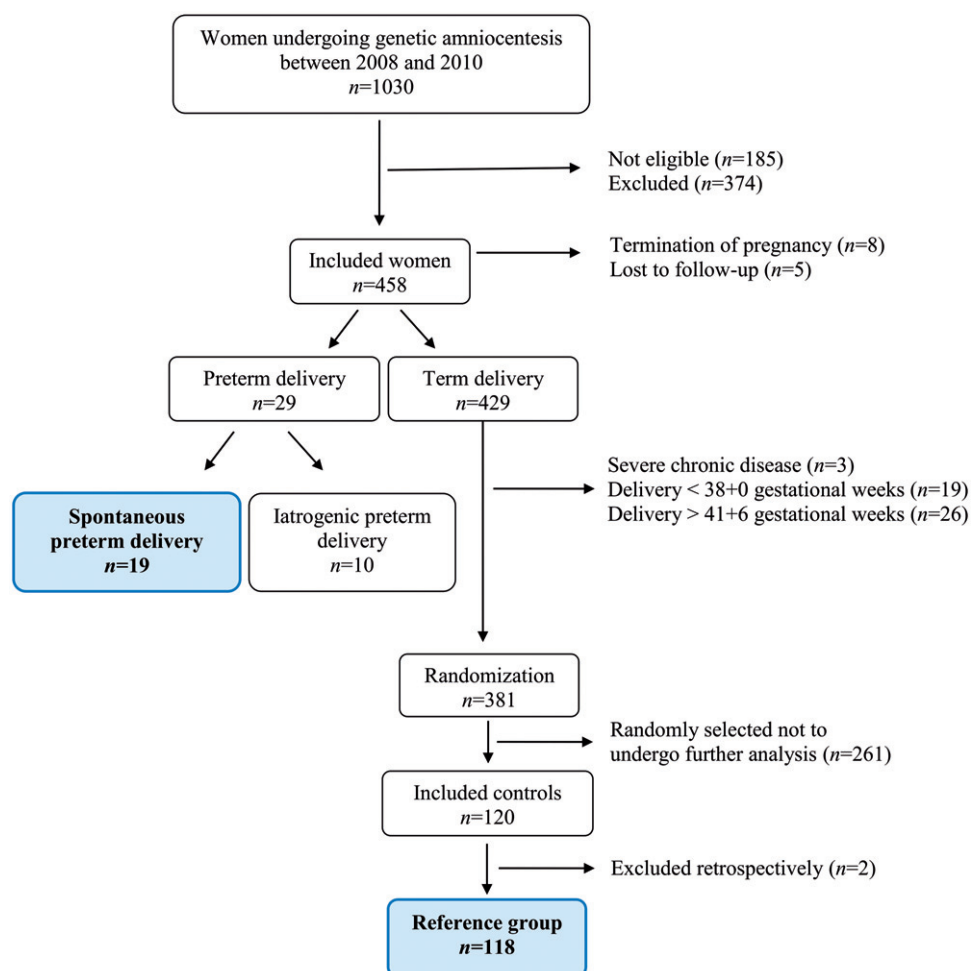 Women undergoing genetic amniocentesis
between 2008 and 2010
n=1030
Not eligible (n=185)
Excluded (n=374)
Included women
n=458
Termination of pregnancy (n=8)
Lost to follow-up (n=5)
Preterm delivery
n=29
Term delivery
n=429
Severe chronic disease (n=3)
Delivery < 38+0 gestational weeks (n=19)
Delivery > 41+6 gestational weeks (n=26)
Spontaneous
preterm delivery
n=19
Iatrogenic preterm
delivery
n=10
Randomization
n=381
Randomly selected not to
undergo further analysis (n=261)
Included controls
n=120
Excluded retrospectively (n=2)
Reference group
n=118